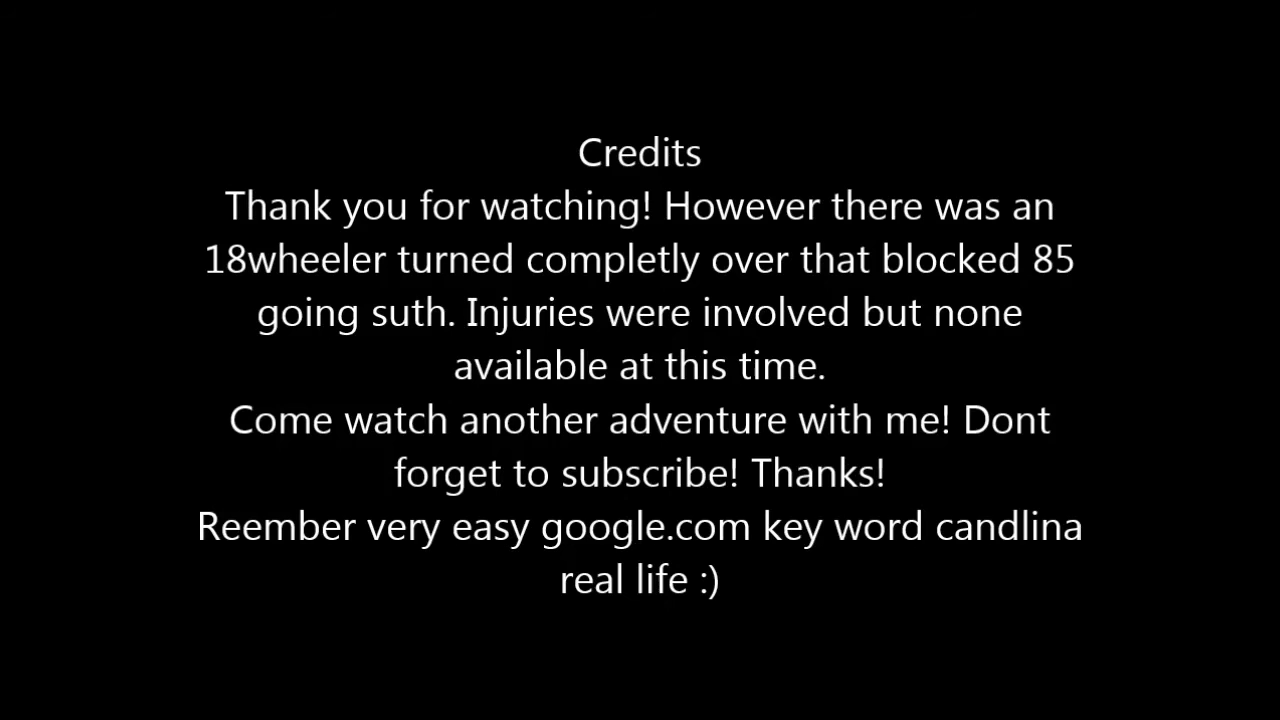 Credits
Thank you for watching! However there was an
18wheeler turned completly over that blocked 85
going suth. Injuries were involved but none
available at this time.
Come watch another adventure with me! Dont
forget to subscribe! Thanks!
Reember very easy google.com key word candlina
real life :)